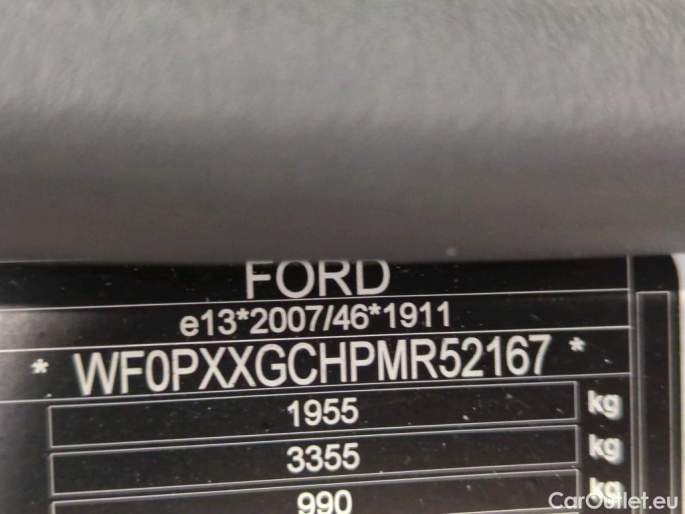 FORD
e13*2007/46*1911
* WF0PXXGCHPMR52167 *
1955 kg
3355 kg
990 kg
CarOutlet.eu